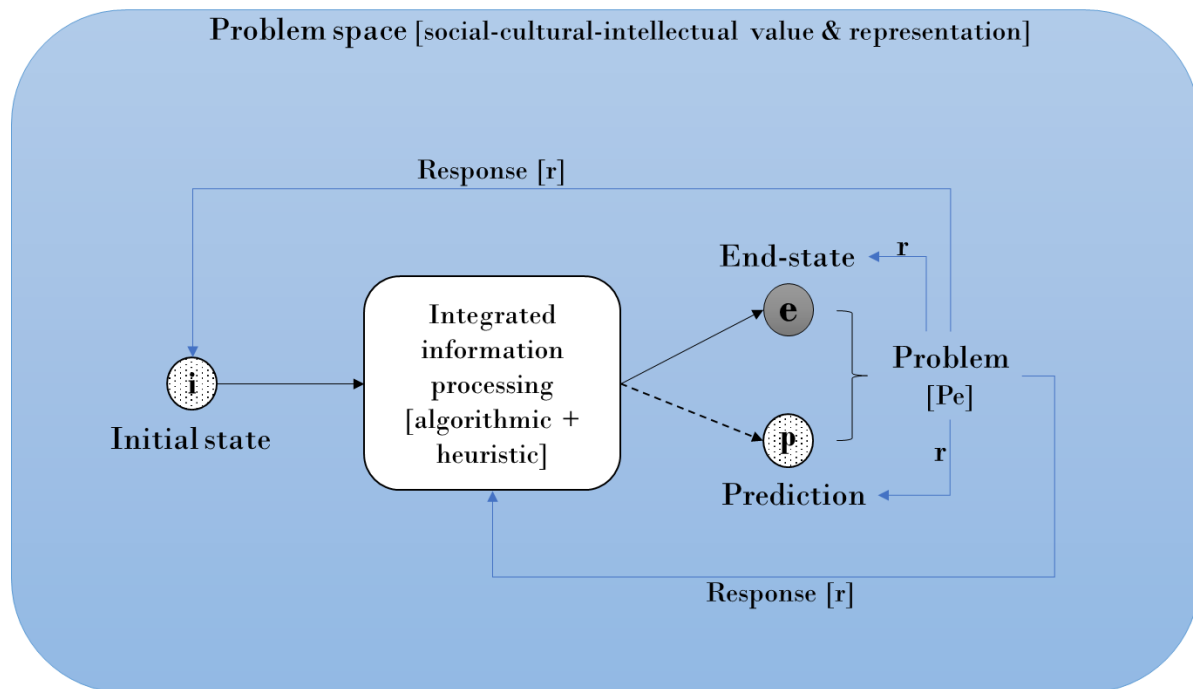 Problem space [social-cultural-intellectual value & representation]
Response [r]
r
End-state
e
Integrated
information
processing
[algorithmic +
heuristic]
i
Initial state
Problem
[Pe]
p
r
Prediction
Response [r]